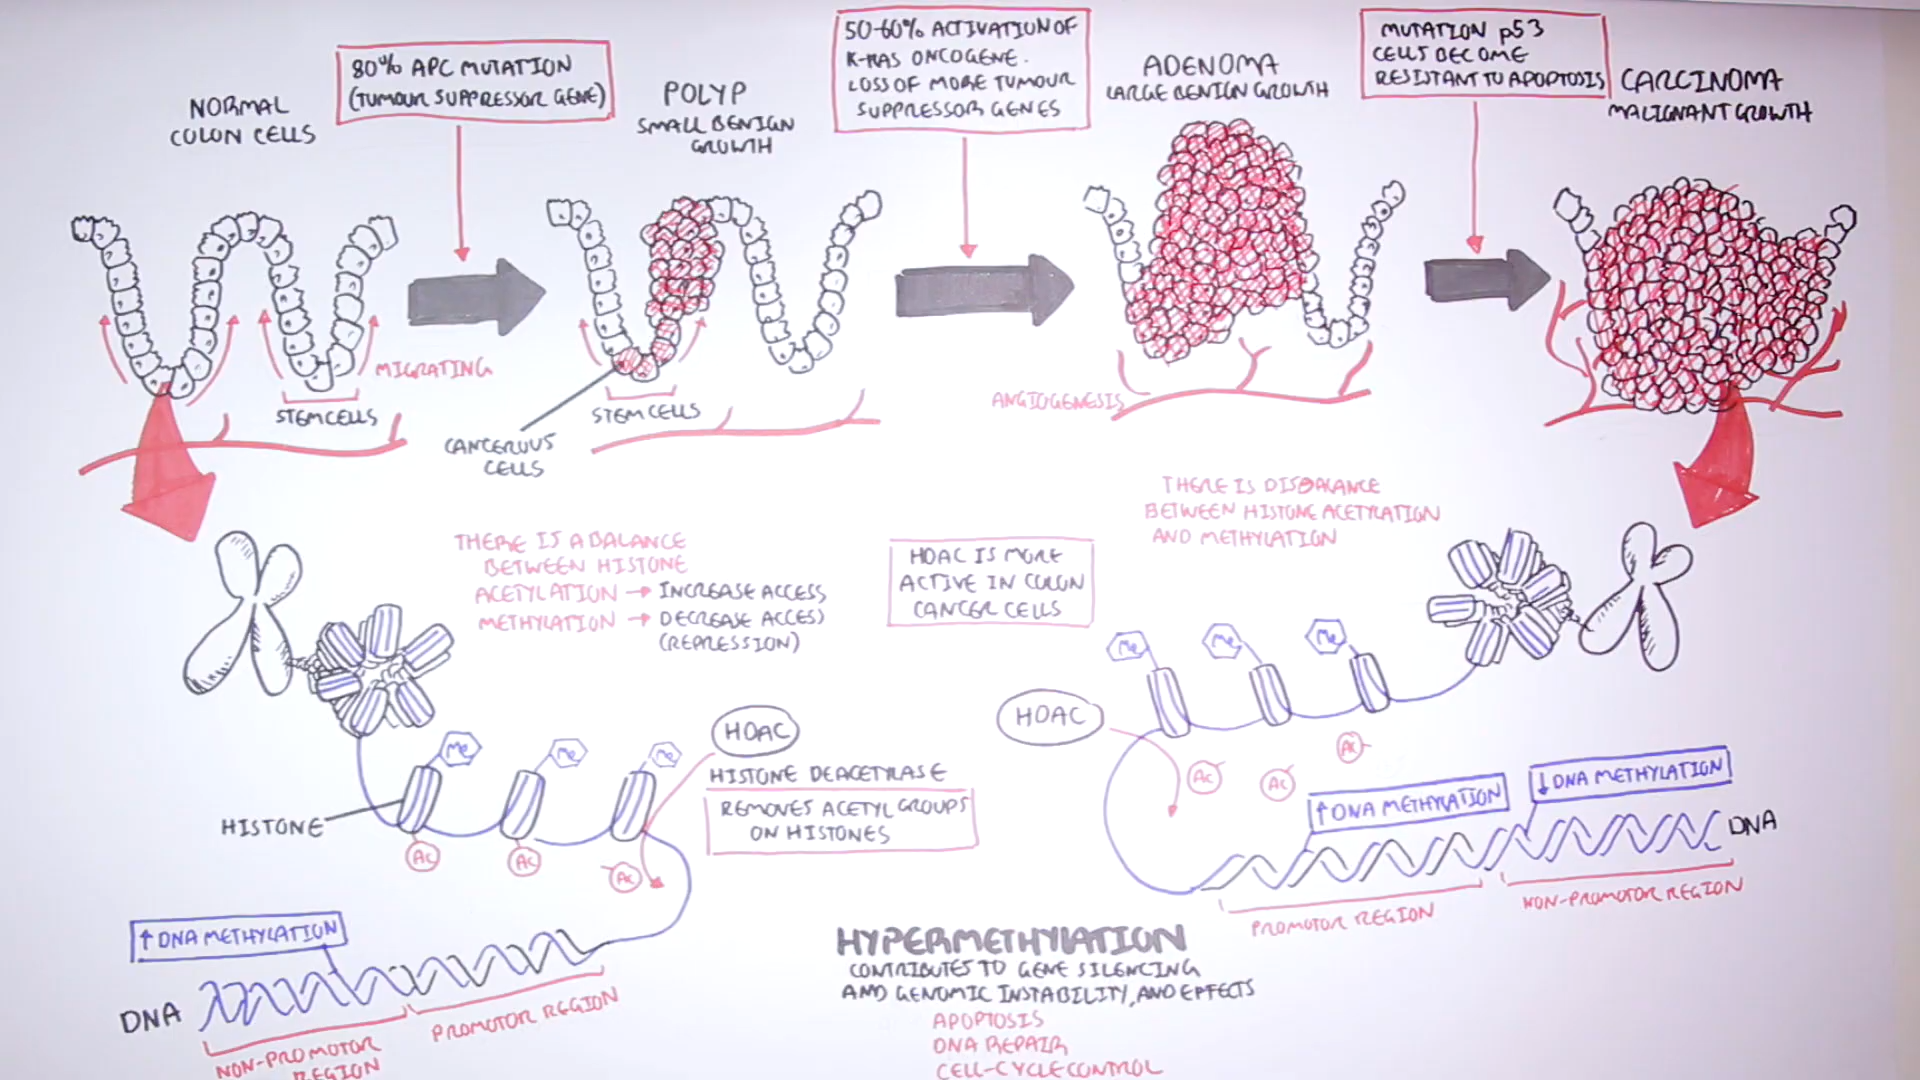 NORMAL
COLON CELLS
80% APC MUTATION
(TUMOUR SUPPRESSOR GENE)
POLYP
SMALL BENIGN
GROWTH
50-60% ACTIVATION OF
K-RAS ONCOGENE.
LOSS OF MORE TUMOUR
SUPPRESSOR GENES
ADENOMA
LARGE BENIGN GROWTH
MUTATION p53
CELLS BECOME
RESISTANT TO APOPTOSIS
CARCINOMA
MALIGNANT GROWTH
MIGRATING
STEM CELLS
CANCEROUS
CELLS
STEM CELLS
ANGIOGENESIS
THERE IS A BALANCE
BETWEEN HISTONE
ACETYLATION → INCREASE ACCESS
METHYLATION → DECREASE ACCESS
(REPRESSION)
HDAC IS MORE
ACTIVE IN COLON
CANCER CELLS
THERE IS DISBALANCE
BETWEEN HISTONE ACETYLATION
AND METHYLATION
Me
Me
Me
HDAC
HISTONE DEACETYLASE
REMOVES ACETYL GROUPS
ON HISTONES
HISTONE
Ac
Ac
Ac
↑ DNA METHYLATION
DNA
NON-PROMOTOR
REGION
PROMOTOR REGION
Me
Me
Me
HDAC
Ac
Ac
Ac
↑ DNA METHYLATION
↓ DNA METHYLATION
DNA
PROMOTOR REGION
NON-PROMOTOR REGION
HYPERMETHYLATION
CONTRIBUTES TO GENE SILENCING
AND GENOMIC INSTABILITY, AND EFFECTS
APOPTOSIS
DNA REPAIR
CELL-CYCLE CONTROL